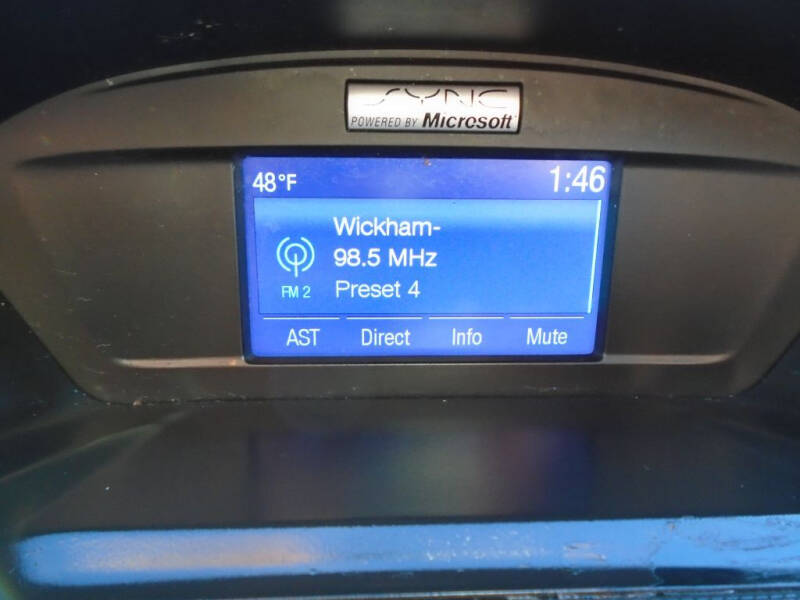 SYNC
POWERED BY Microsoft
48°F 1:46
Wickham-
98.5 MHz
FM 2 Preset 4
AST Direct Info Mute